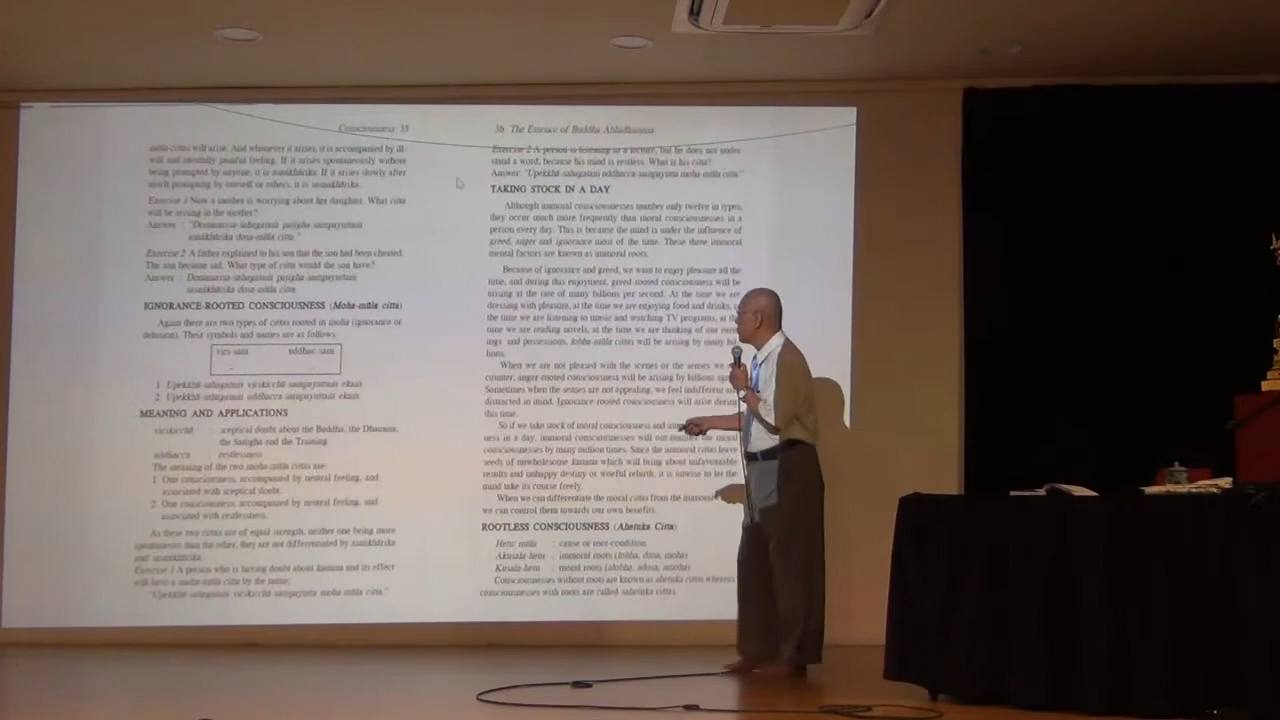 Consciousness 35
mūla cittas will arise. And whenever it arises, it is accompanied by ill-
will and mentally painful feeling. If it arises spontaneously without
being prompted by anyone, it is asaṅkhārika. If it arises slowly after
much prompting by oneself or others, it is sasaṅkhārika.
Exercise 1 Now a mother is worrying about her daughter. What citta
will be arising in the mother?
Answer : "Domanassa-sahagataṁ paṭigha-sampayuttaṁ
asaṅkhārika dosa-mūla citta."
Exercise 2 A father explained to his son that the son had been cheated.
The son became sad. What type of citta would the son have?
Answer : Domanassa-sahagataṁ paṭigha-sampayuttaṁ
sasaṅkhārika dosa-mūla citta.
IGNORANCE-ROOTED CONSCIOUSNESS (Moha-mūla citta)
Again there are two types of cittas rooted in moha (ignorance or
delusion). Their symbols and names are as follows.
vici-sam uddhac-sam
1 Upekkhā-sahagataṁ vicikicchā-sampayuttaṁ ekaṁ.
2 Upekkhā-sahagataṁ uddhacca-sampayuttaṁ ekaṁ.
MEANING AND APPLICATIONS
vicikicchā : sceptical doubt about the Buddha, the Dhamma,
the Saṁgha and the Training
uddhacca : restlessness
The meaning of the two moha-mūla cittas are:
1 One consciousness, accompanied by neutral feeling, and
associated with sceptical doubt.
2 One consciousness, accompanied by neutral feeling, and
associated with restlessness.
As these two cittas are of equal strength, neither one being more
spontaneous than the other, they are not differentiated by asaṅkhārika
and sasaṅkhārika.
Exercise 1 A person who is having doubt about kamma and its effect
will have a moha-mūla citta by the name:
"Upekkhā-sahagataṁ vicikicchā-sampayutta moha-mūla citta."
36 The Essence of Buddha Abhidhamma
Exercise 2 A person is listening to a lecture, but he does not under-
stand a word, because his mind is restless. What is his citta?
Answer: "Upekkhā-sahagataṁ uddhacca-sampayutta moha-mūla citta"
TAKING STOCK IN A DAY
Although immoral consciousnesses number only twelve in types,
they occur much more frequently than moral consciousnesses in a
person every day. This is because the mind is under the influence of
greed, anger and ignorance most of the time. These three immoral
mental factors are known as immoral roots.
Because of ignorance and greed, we want to enjoy pleasure all the
time, and during this enjoyment, greed-rooted consciousness will be
arising at the rate of many billions per second. At the time we are
dressing with pleasure, at the time we are enjoying food and drinks,
time we are listening to music and watching TV programs, at the
time we are reading novels, at the time we are thinking of our earn-
ings and possessions, lobha-mūla cittas will be arising by many bil-
lions.
When we are not pleased with the scenes or the senses we
counter, anger-rooted consciousness will be arising by billions again.
Sometimes when the senses are not appealing, we feel indifferent
distracted in mind. Ignorance-rooted consciousness will arise during
this time.
So if we take stock of moral consciousness and
ness in a day, immoral consciousnesses will out number the moral
consciousness by many million times. Since the immoral cittas leave
seeds of unwholesome kamma which will bring about unfavourable
results and unhappy destiny or woeful rebirth, it is unwise to let the
mind take its course freely.
When we can differentiate the moral cittas from the immoral
we can control them towards our own benefits.
ROOTLESS CONSCIOUSNESS (Ahetuka Citta)
Hetu: mūla : cause or root-condition.
Akusala-hetu : immoral roots (lobha, dosa, moha)
Kusala-hetu : moral roots (alobha, adosa, amoha)
Consciousnesses without roots are known as ahetuka cittas whereas
consciousnesses with roots are called sahetuka cittas.